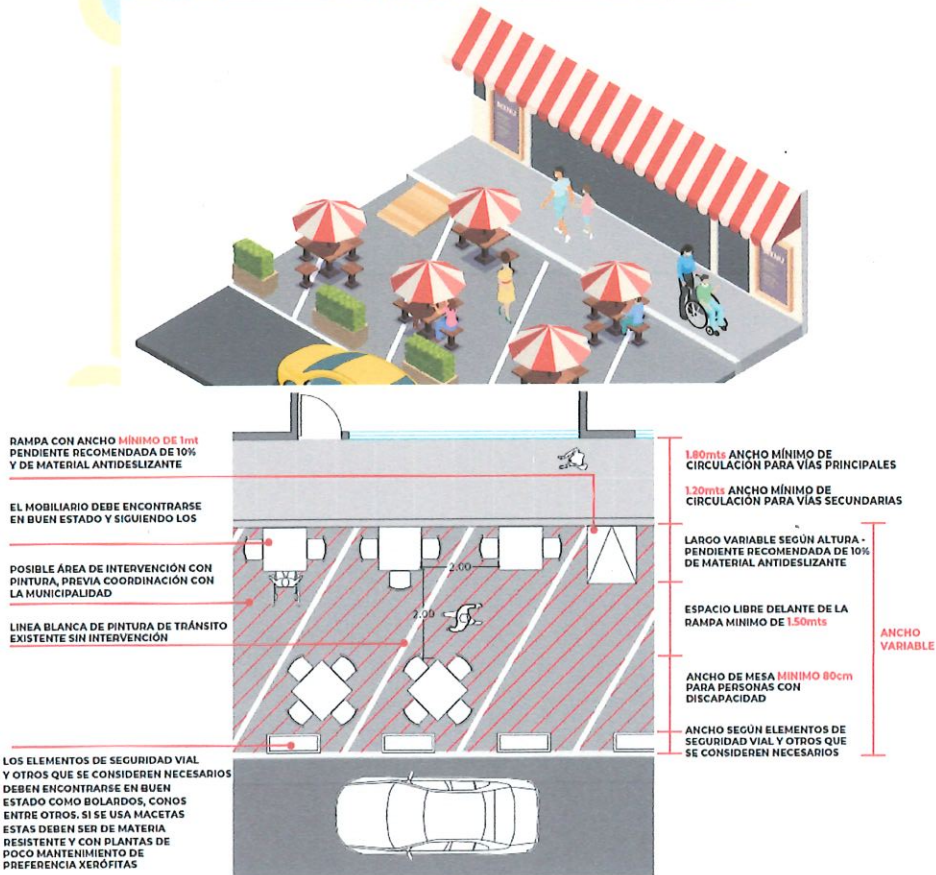 MENU
MENU
RAMPA CON ANCHO MÍNIMO DE 1mt
PENDIENTE RECOMENDADA DE 10%
Y DE MATERIAL ANTIDESLIZANTE
EL MOBILIARIO DEBE ENCONTRARSE
EN BUEN ESTADO Y SIGUIENDO LOS
POSIBLE ÁREA DE INTERVENCIÓN CON
PINTURA, PREVIA COORDINACIÓN CON
LA MUNICIPALIDAD
LINEA BLANCA DE PINTURA DE TRÁNSITO
EXISTENTE SIN INTERVENCIÓN
LOS ELEMENTOS DE SEGURIDAD VIAL
Y OTROS QUE SE CONSIDEREN NECESARIOS
DEBEN ENCONTRARSE EN BUEN
ESTADO COMO BOLARDOS, CONOS
ENTRE OTROS. SI SE USA MACETAS
ESTAS DEBEN SER DE MATERIA
RESISTENTE Y CON PLANTAS DE
POCO MANTENIMIENTO DE
PREFERENCIA XERÓFITAS
2.00
2.00
1.80mts ANCHO MÍNIMO DE
CIRCULACIÓN PARA VÍAS PRINCIPALES
1.20mts ANCHO MÍNIMO DE
CIRCULACIÓN PARA VÍAS SECUNDARIAS
LARGO VARIABLE SEGÚN ALTURA -
PENDIENTE RECOMENDADA DE 10%
DE MATERIAL ANTIDESLIZANTE
ESPACIO LIBRE DELANTE DE LA
RAMPA MINIMO DE 1.50mts
ANCHO DE MESA MINIMO 80cm
PARA PERSONAS CON
DISCAPACIDAD
ANCHO SEGÚN ELEMENTOS DE
SEGURIDAD VIAL Y OTROS QUE
SE CONSIDEREN NECESARIOS
ANCHO
VARIABLE